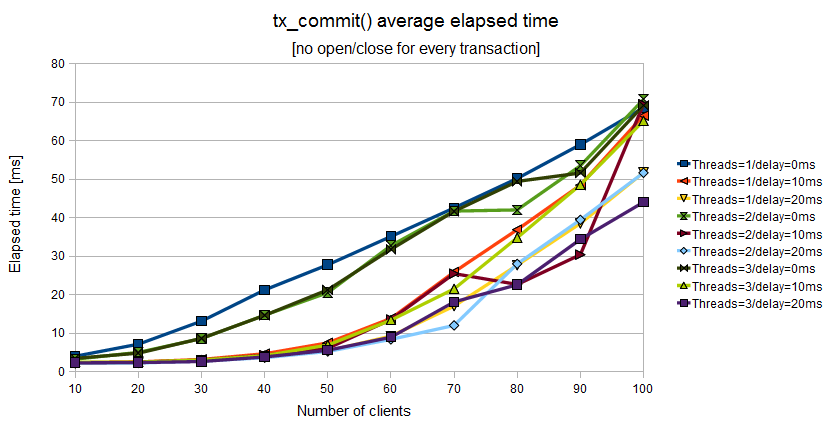 tx_commit() average elapsed time
[no open/close for every transaction]
80
70
60
50
40
30
20
10
0
Elapsed time [ms]
10 20 30 40 50 60 70 80 90 100
Number of clients
Threads=1/delay=0ms
Threads=1/delay=10ms
Threads=1/delay=20ms
Threads=2/delay=0ms
Threads=2/delay=10ms
Threads=2/delay=20ms
Threads=3/delay=0ms
Threads=3/delay=10ms
Threads=3/delay=20ms